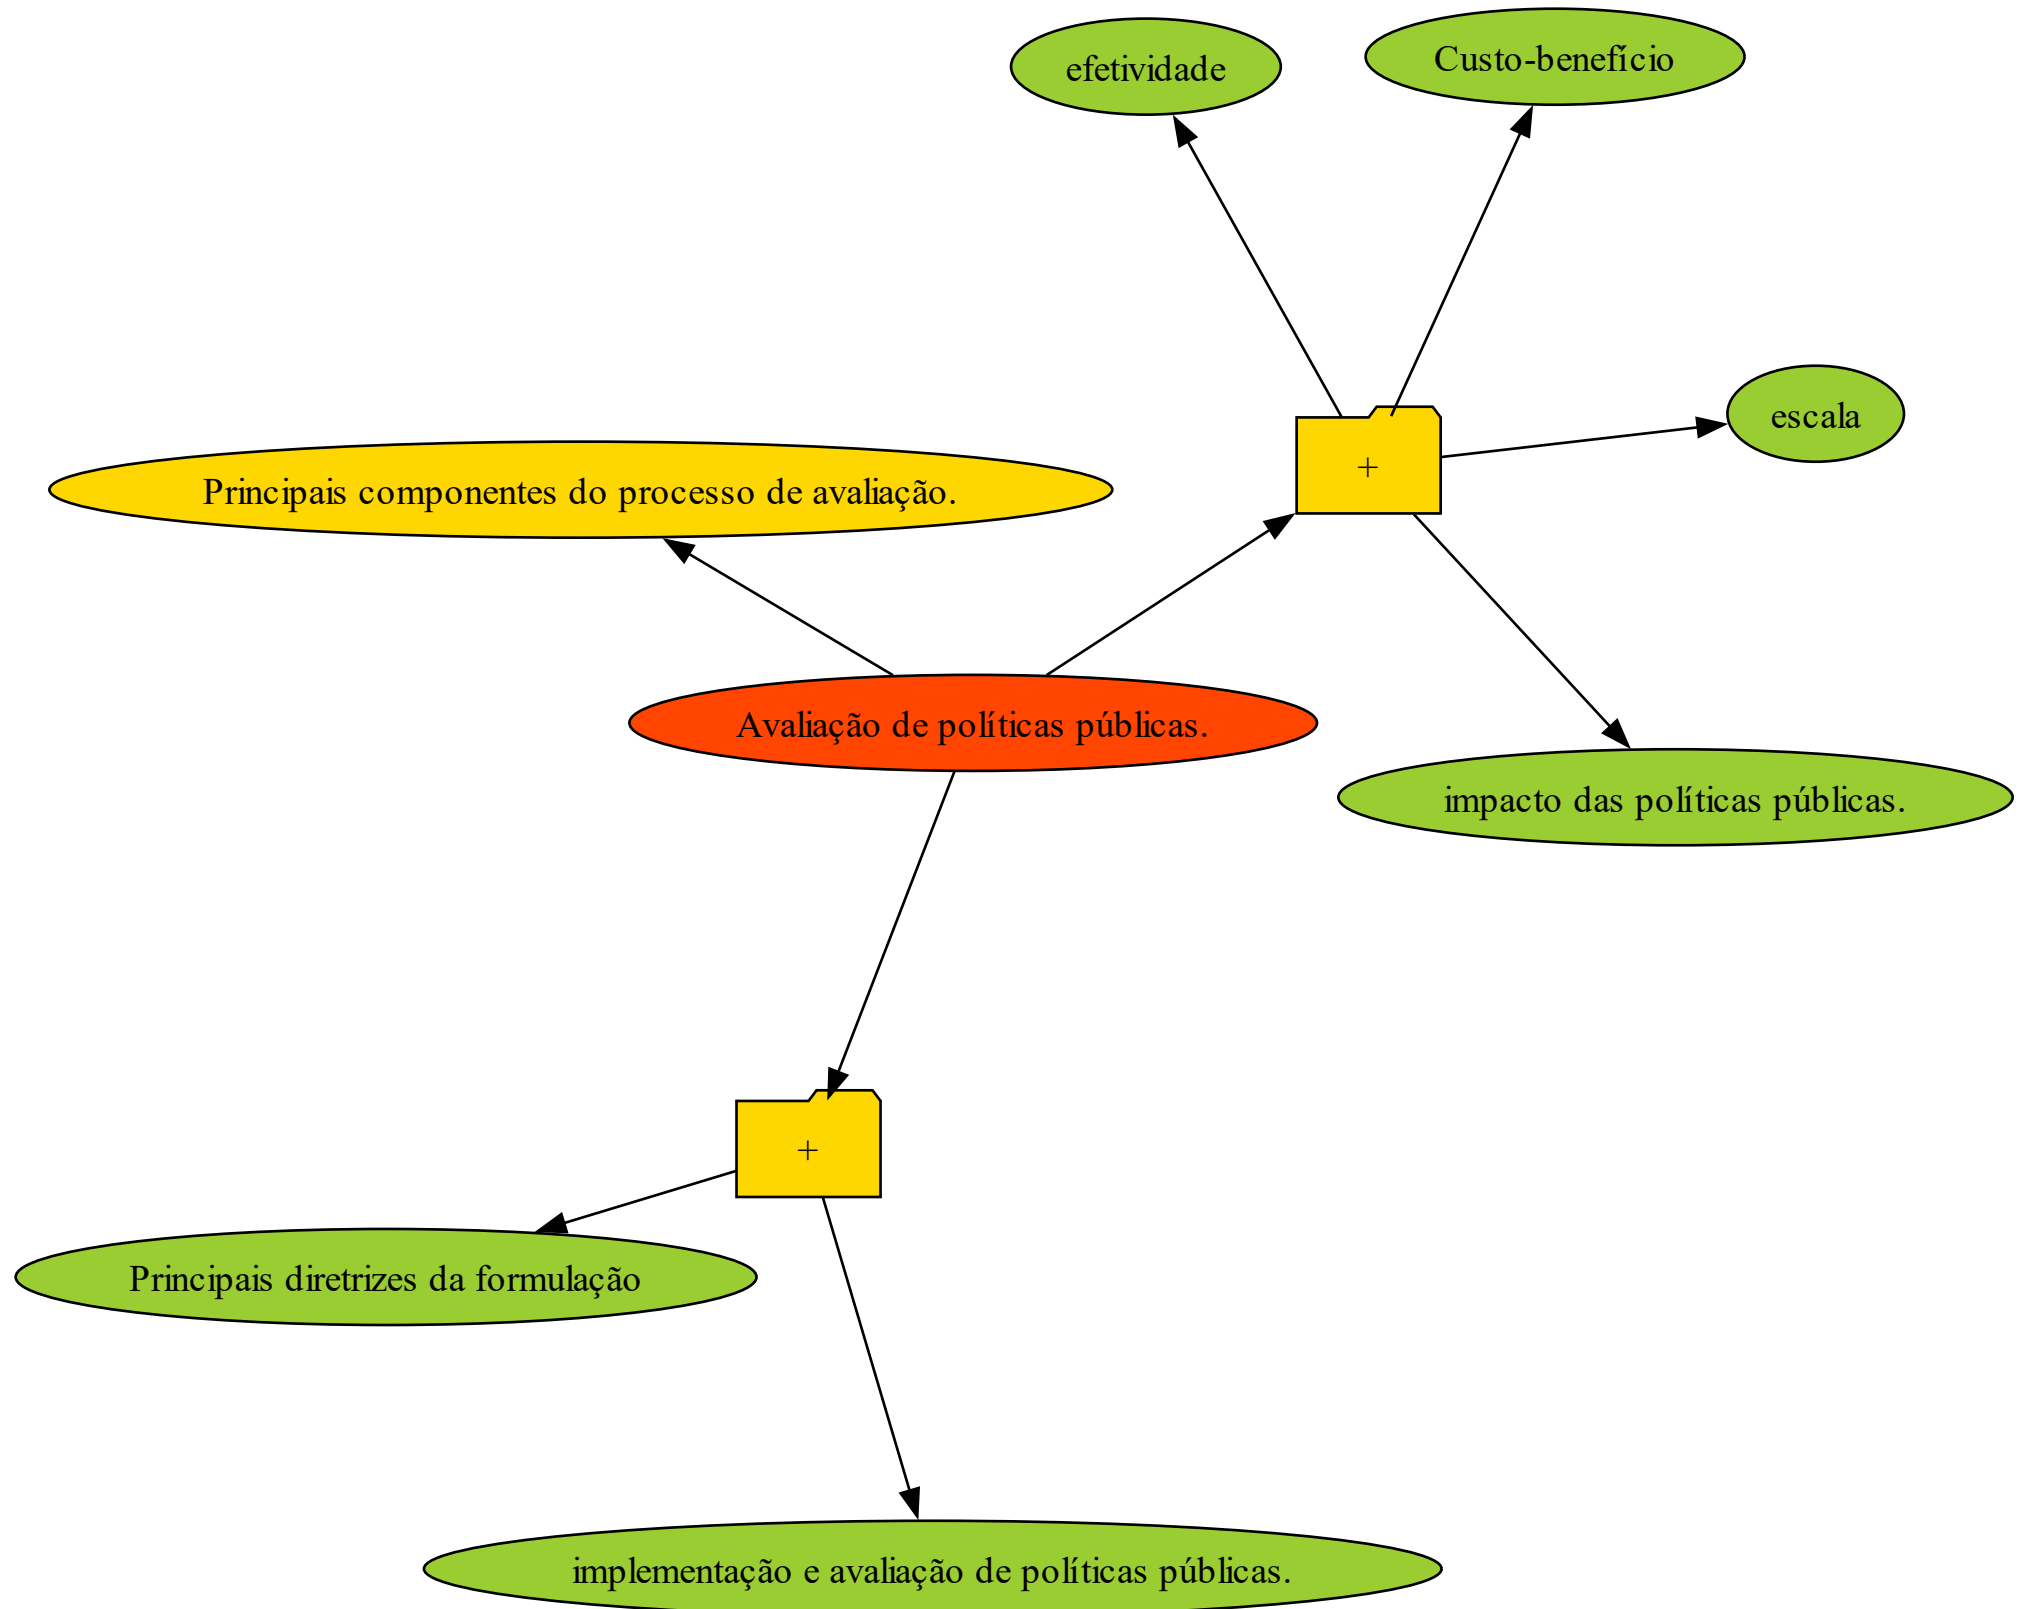 efetividade
Custo-benefício
escala
+
Principais componentes do processo de avaliação.
Avaliação de políticas públicas.
impacto das políticas públicas.
+
Principais diretrizes da formulação
implementação e avaliação de políticas públicas.